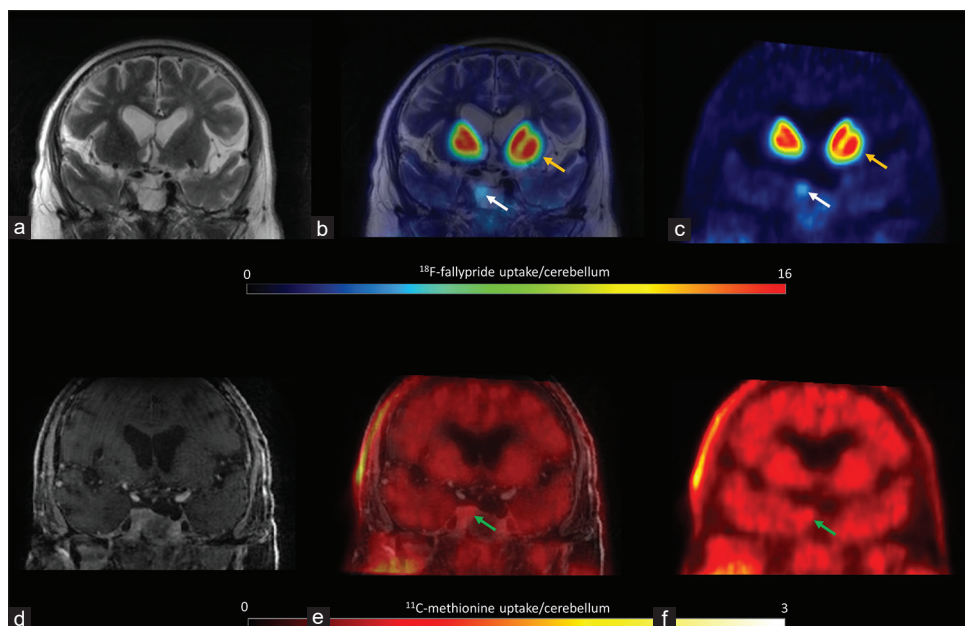 a
b
c
0
¹⁸F-fallypride uptake/cerebellum
16
d
0
e
¹¹C-methionine uptake/cerebellum
f
3